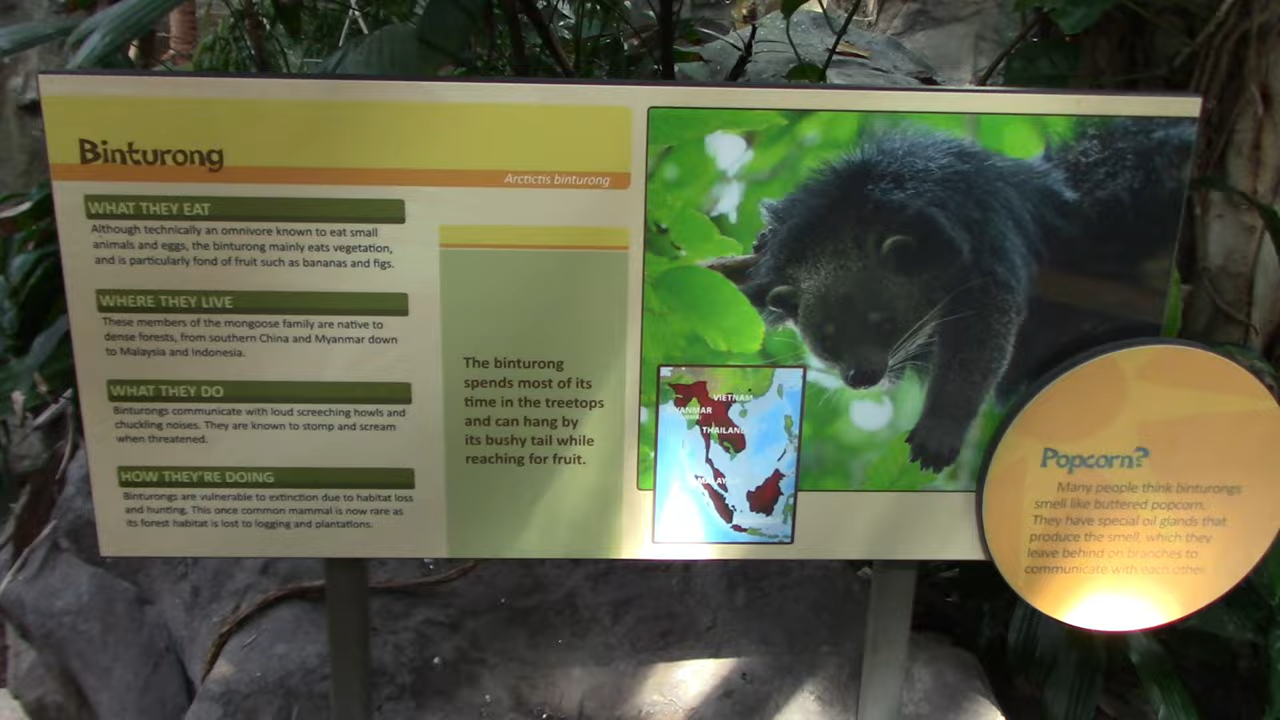 Binturong
Arctictis binturong
WHAT THEY EAT
Although technically an omnivore known to eat small
animals and eggs, the binturong mainly eats vegetation,
and is particularly fond of fruit such as bananas and figs.
WHERE THEY LIVE
These members of the mongoose family are native to
dense forests, from southern China and Myanmar down
to Malaysia and Indonesia.
WHAT THEY DO
Binturongs communicate with loud screeching howls and
chuckling noises. They are known to stomp and scream
when threatened.
HOW THEY'RE DOING
Binturongs are vulnerable to extinction due to habitat loss
and hunting. This once common mammal is now rare as
its forest habitat is lost to logging and plantations.
The binturong
spends most of its
time in the treetops
and can hang by
its bushy tail while
reaching for fruit.
VIETNAM
MYANMAR
THAILAND
Popcorn?
Many people think binturongs
smell like buttered popcorn.
They have special oil glands that
produce the smell, which they
leave behind on branches to
communicate with each other.